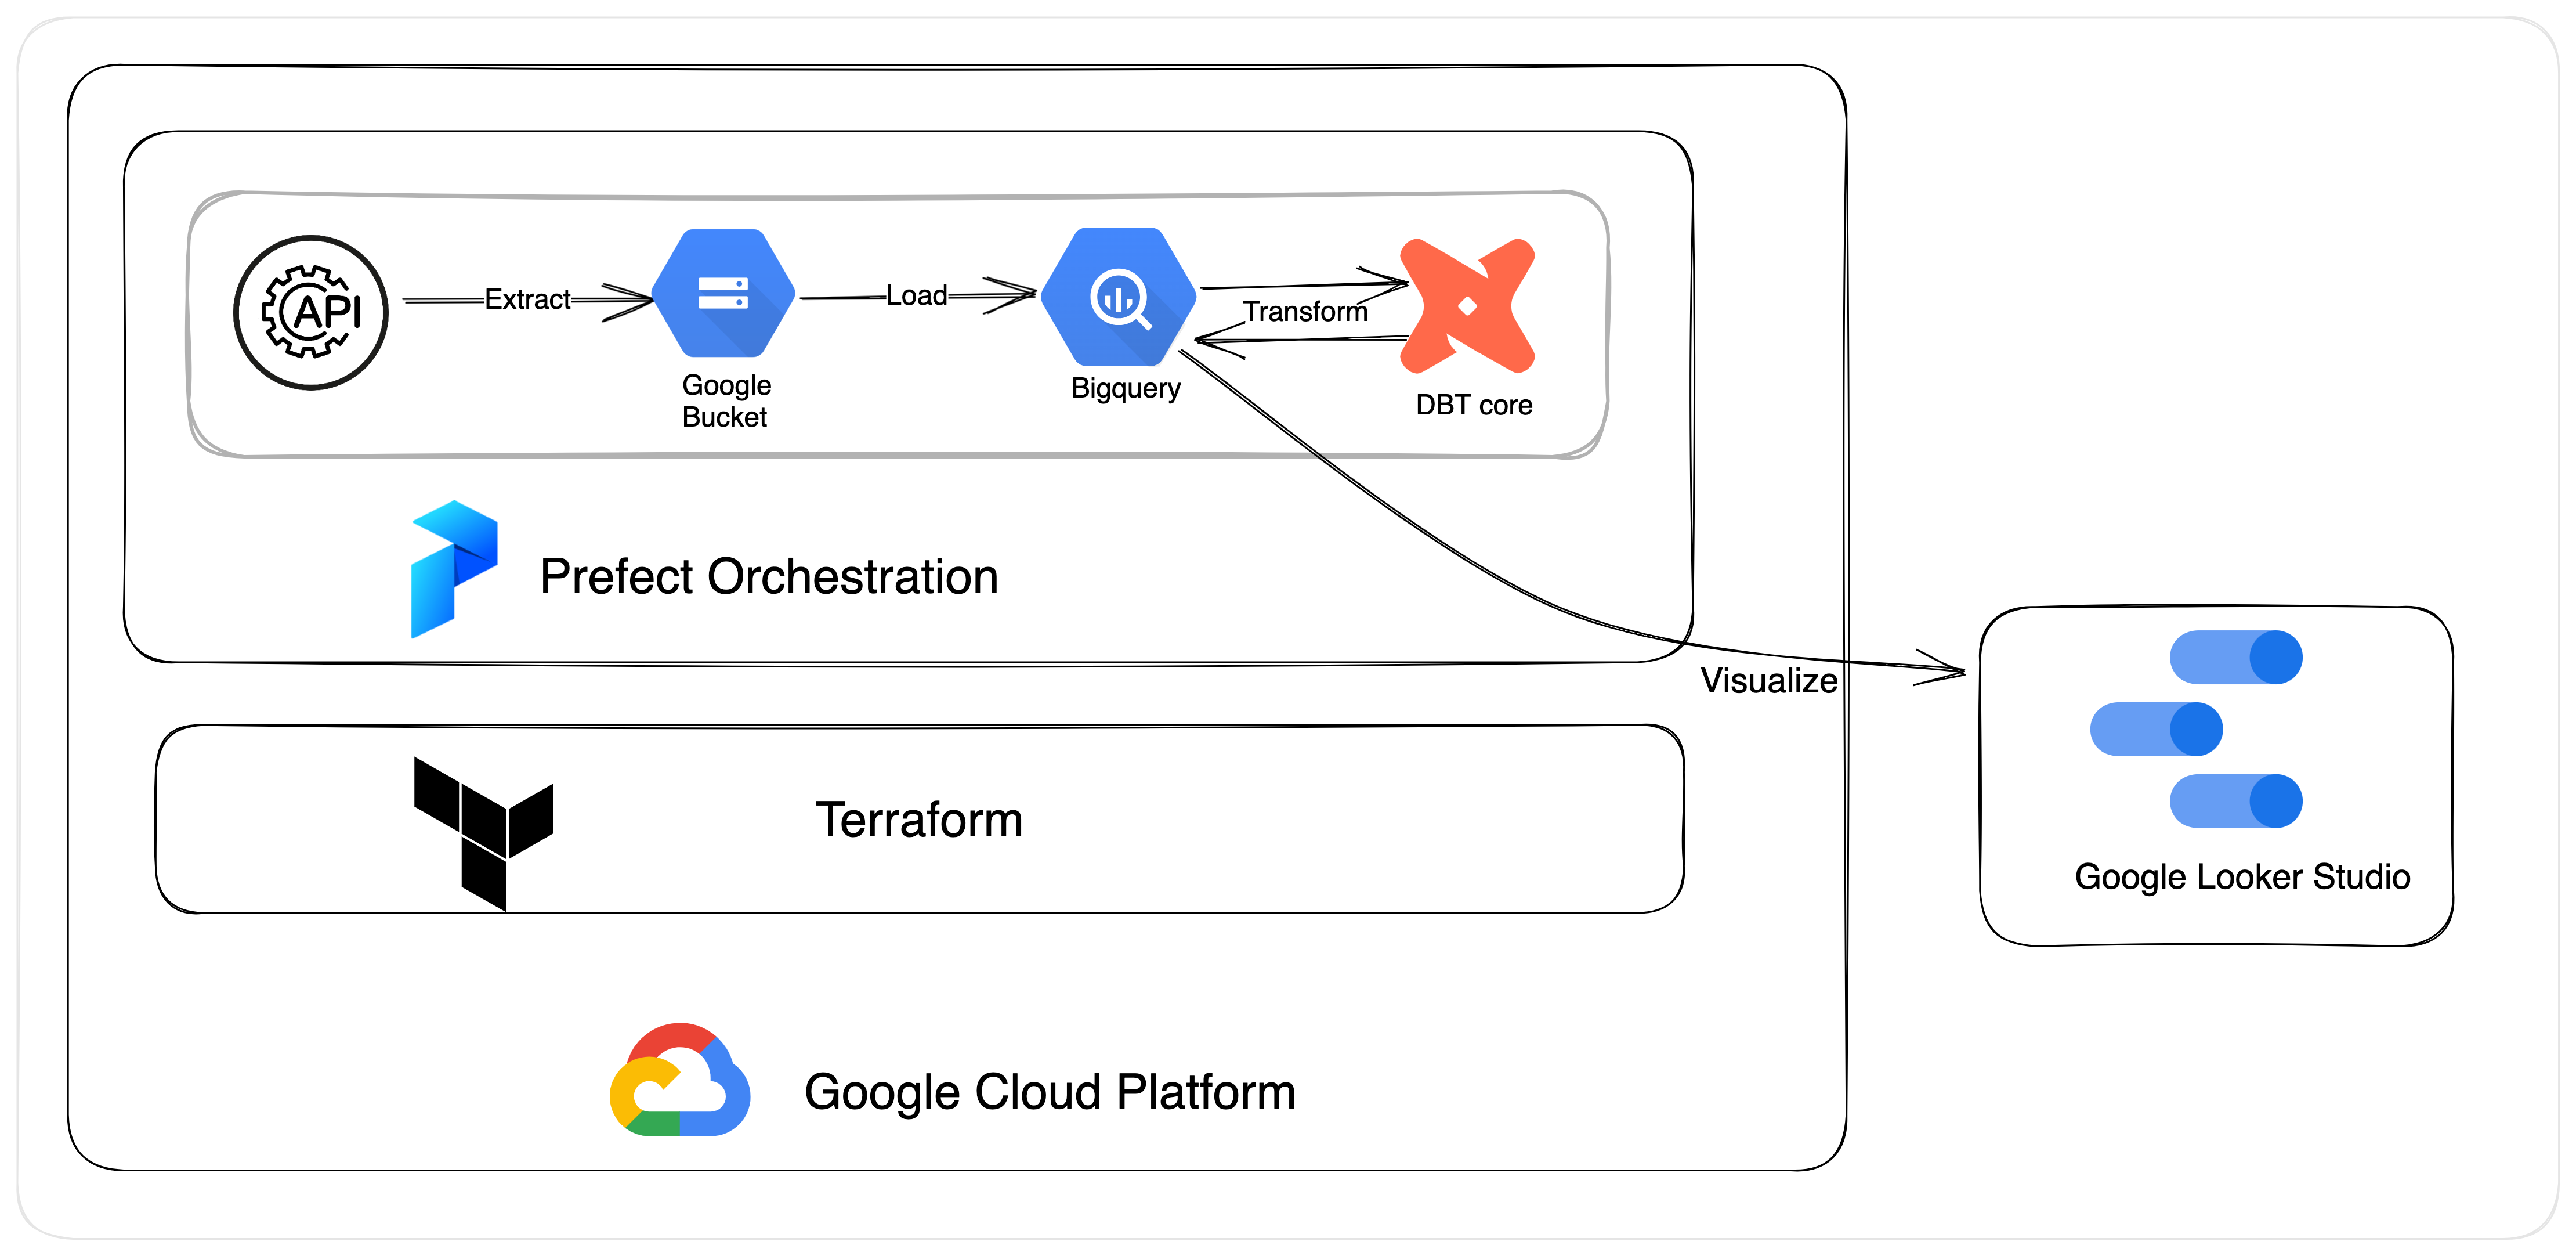 API
Extract
Google
Bucket
Load
Bigquery
Transform
DBT core
Prefect Orchestration
Visualize
Terraform
Google Looker Studio
Google Cloud Platform